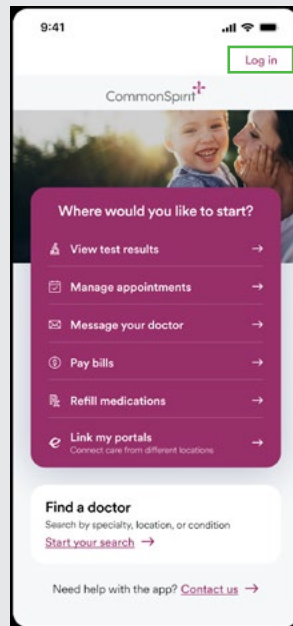 9:41
Log in
CommonSpirit
Where would you like to start?
View test results
Manage appointments
Message your doctor
Pay bills
Refill medications
Link my portals
Connect care from different locations
Find a doctor
Search by specialty, location, or condition
Start your search →
Need help with the app? Contact us →